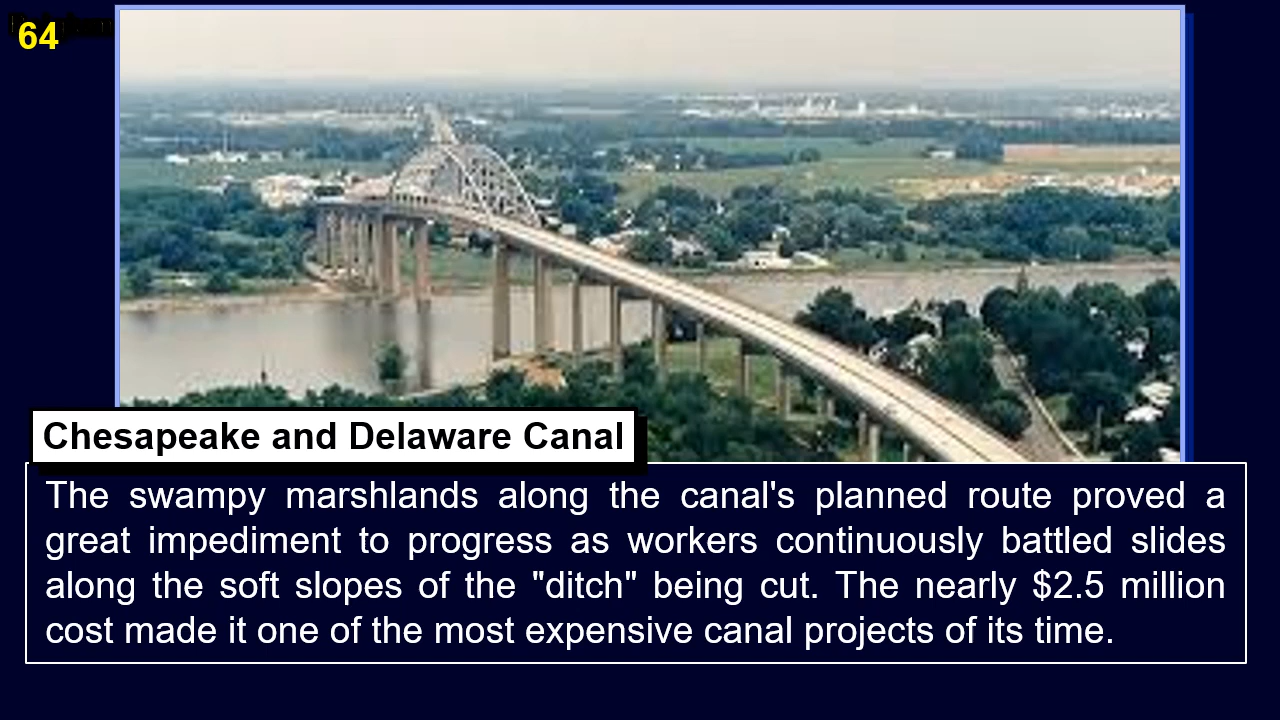 64
Chesapeake and Delaware Canal
The swampy marshlands along the canal's planned route proved a
great impediment to progress as workers continuously battled slides
along the soft slopes of the "ditch" being cut. The nearly $2.5 million
cost made it one of the most expensive canal projects of its time.